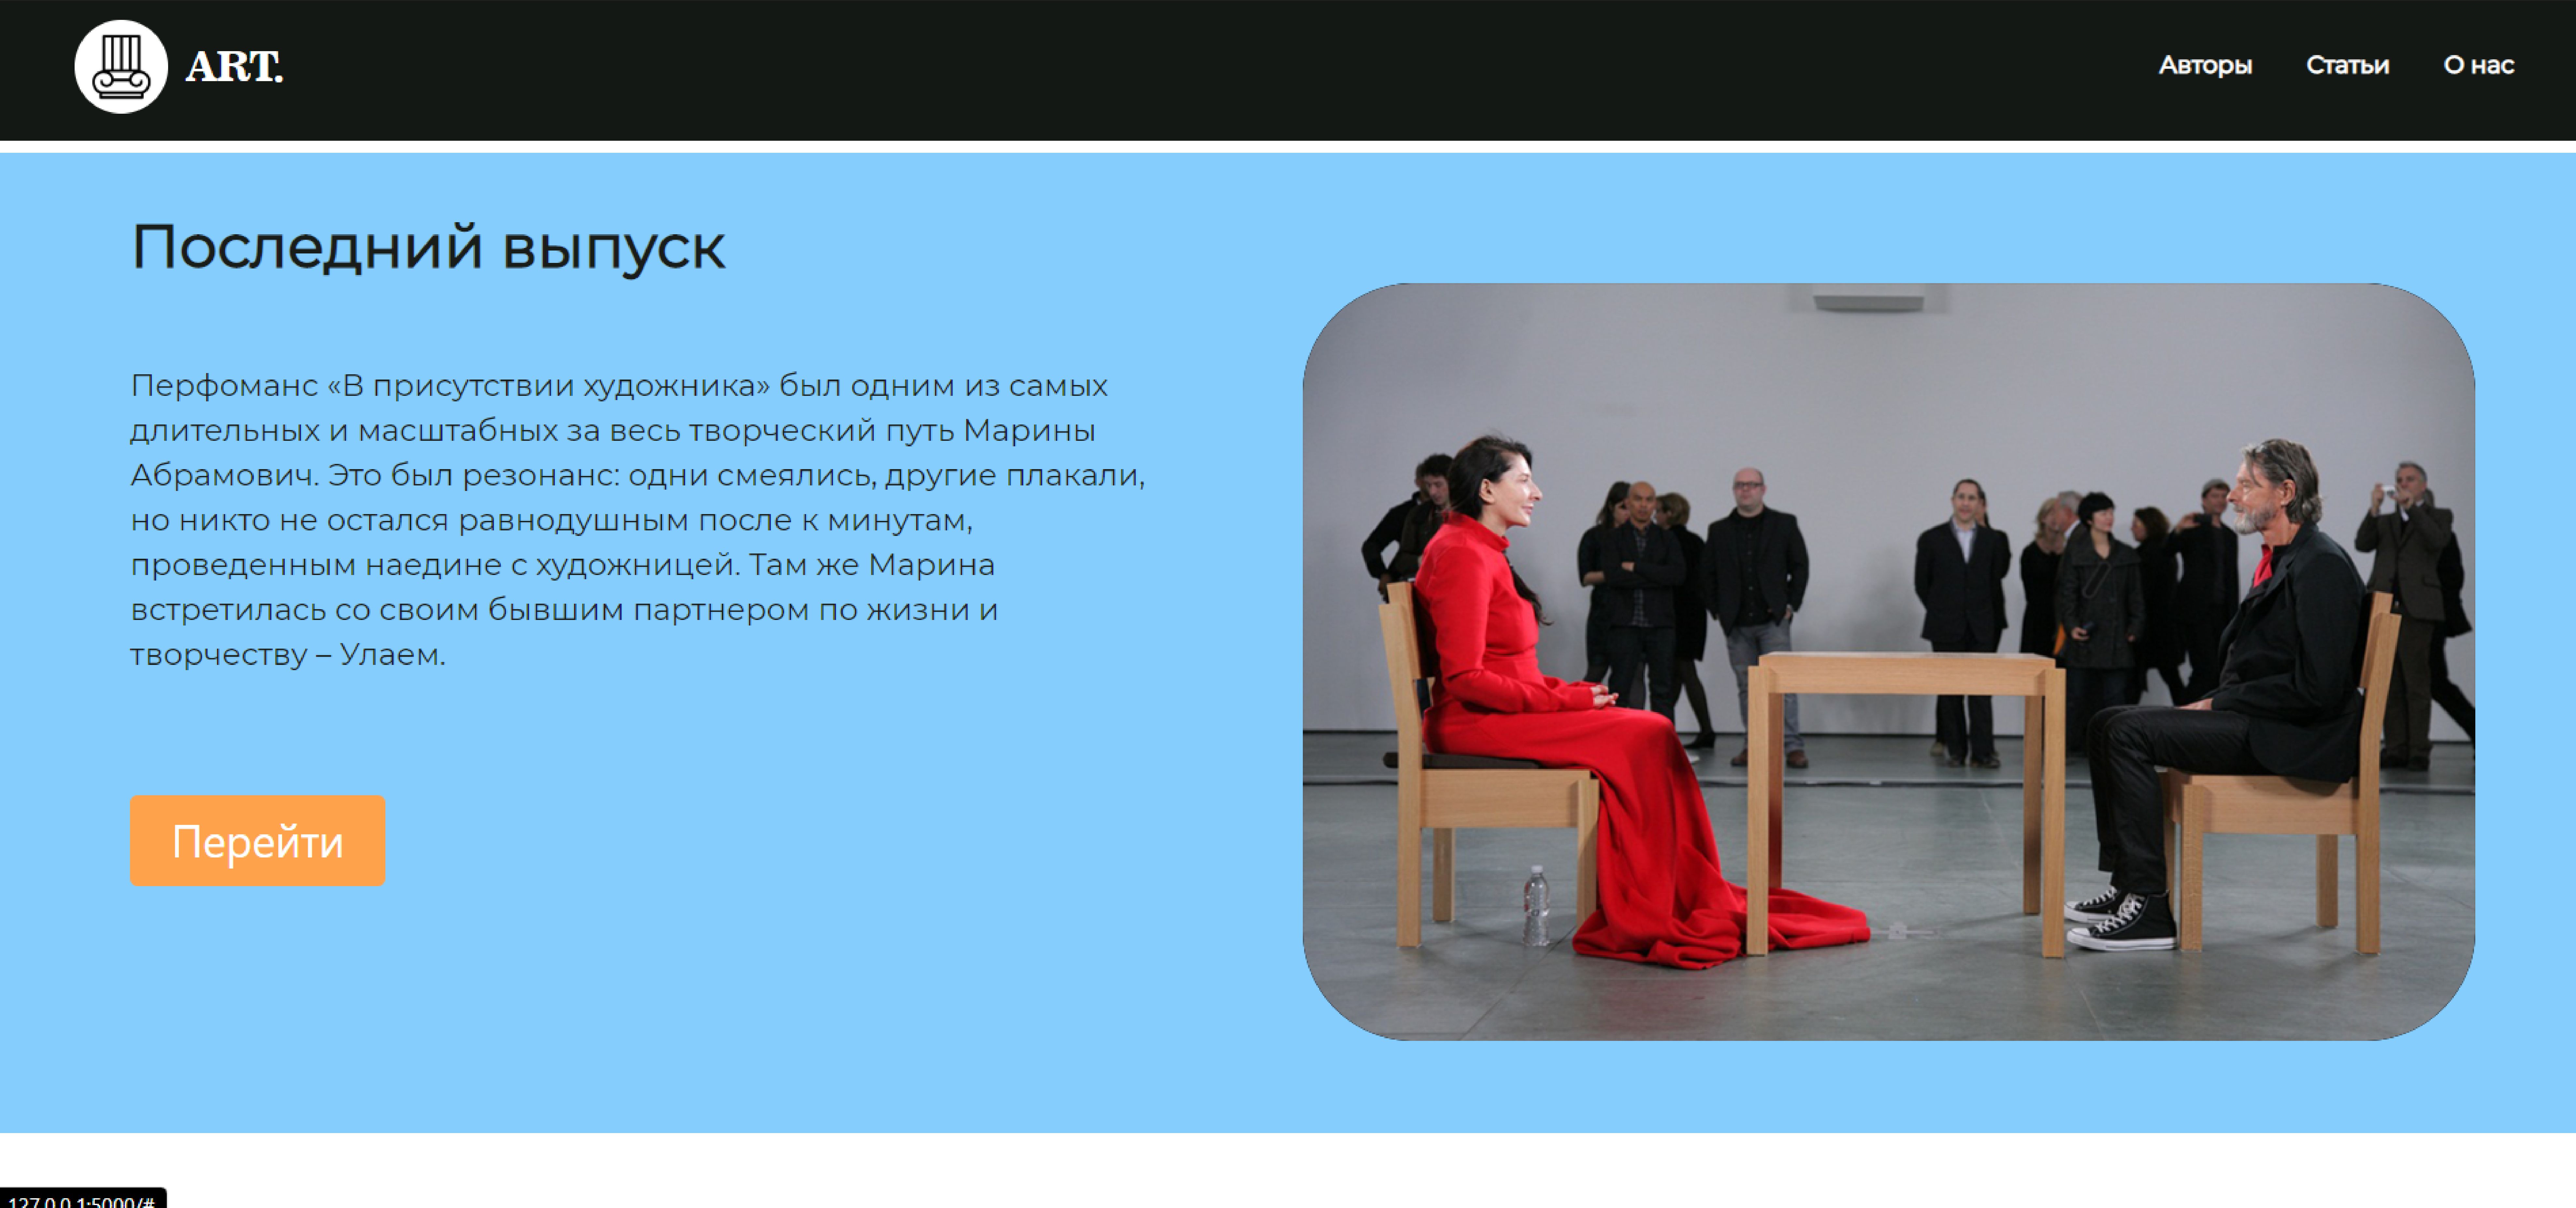 ART.
Авторы Статьи О нас
Последний выпуск
Перфоманс «В присутствии художника» был одним из самых
длительных и масштабных за весь творческий путь Марины
Абрамович. Это был резонанс: одни смеялись, другие плакали,
но никто не остался равнодушным после к минутам,
проведенным наедине с художницей. Там же Марина
встретилась со своим бывшим партнером по жизни и
творчеству – Улаем.
Перейти
127.0.0.1:5000/#